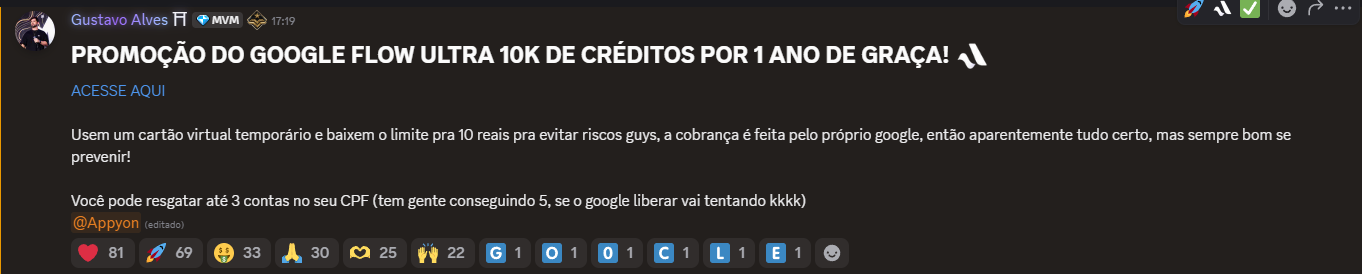 Gustavo Alves MVM 17:19
PROMOÇÃO DO GOOGLE FLOW ULTRA 10K DE CRÉDITOS POR 1 ANO DE GRAÇA!
ACESSE AQUI
Usem um cartão virtual temporário e baixem o limite pra 10 reais pra evitar riscos guys, a cobrança é feita pelo próprio google, então aparentemente tudo certo, mas sempre bom se
prevenir!
Você pode resgatar até 3 contas no seu CPF (tem gente conseguindo 5, se o google liberar vai tentando kkkk)
@Appyon (editado)
81 69 33 30 25 22 G 1 O 1 0 1 C 1 L 1 E 1